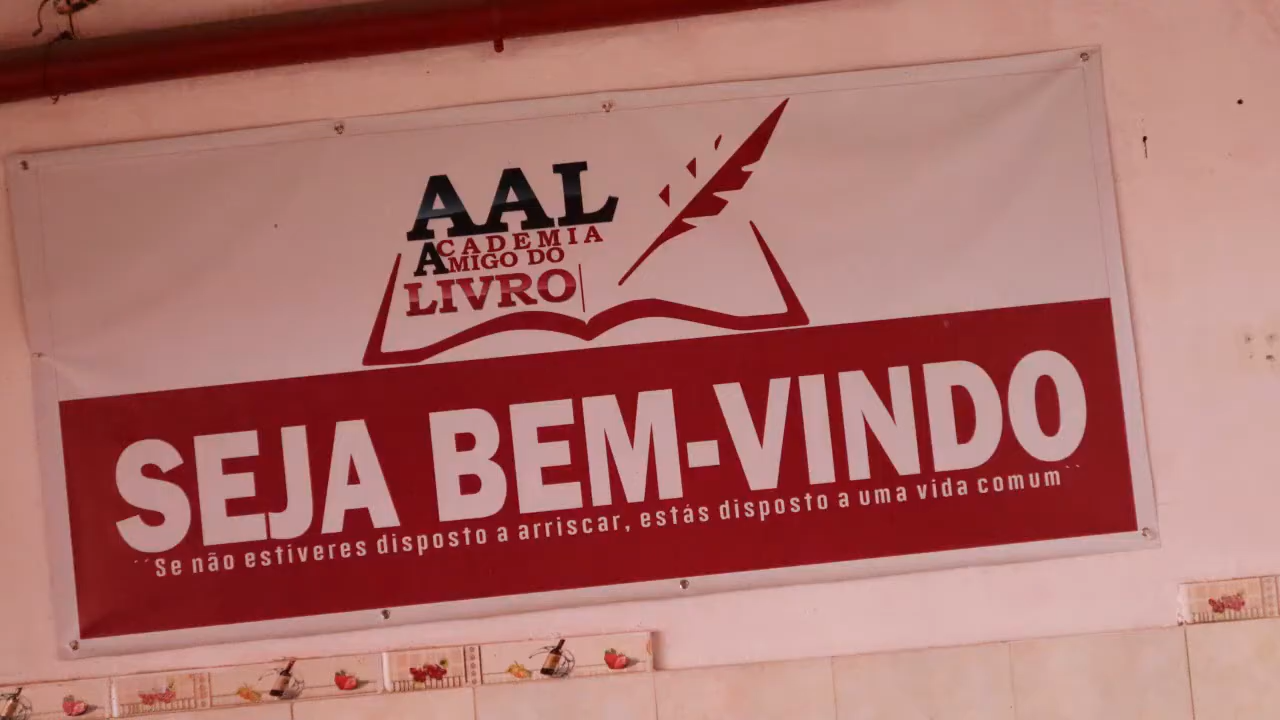 AAL
ACADEMIA
AMIGO DO
LIVRO
SEJA BEM-VINDO
``Se não estiveres disposto a arriscar, estás disposto a uma vida comum``